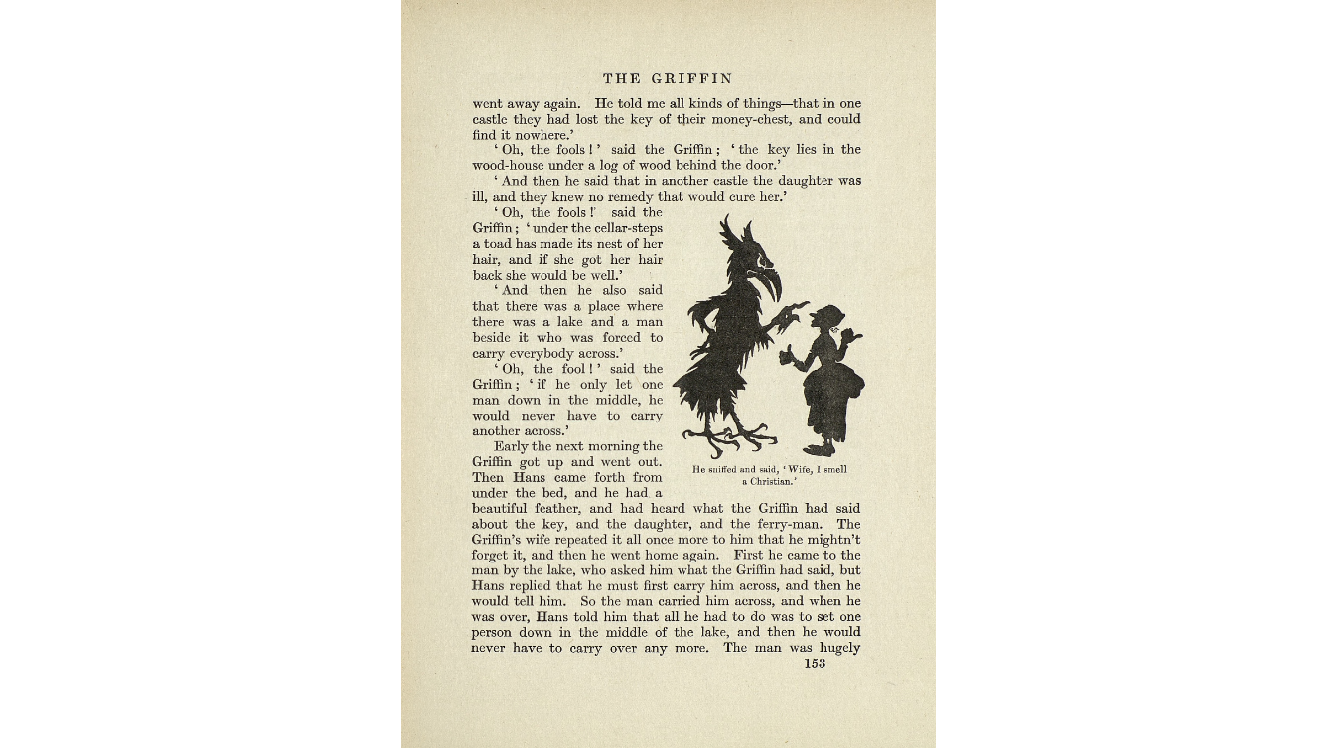 THE GRIFFIN
went away again. He told me all kinds of things—that in one
castle they had lost the key of their money-chest, and could
find it nowhere.’
‘Oh, the fools!’ said the Griffin; ‘the key lies in the
wood-house under a log of wood behind the door.’
‘And then he said that in another castle the daughter was
ill, and they knew no remedy that would cure her.’
‘Oh, the fools!’ said the
Griffin; ‘under the cellar-steps
a toad has made its nest of her
hair, and if she got her hair
back she would be well.’
‘And then he also said
that there was a place where
there was a lake and a man
beside it who was forced to
carry everybody across.’
‘Oh, the fool!’ said the
Griffin; ‘if he only let one
man down in the middle, he
would never have to carry
another across.’
Early the next morning the
Griffin got up and went out.
Then Hans came forth from
under the bed, and he had a
beautiful feather, and had heard what the Griffin had said
about the key, and the daughter, and the ferry-man. The
Griffin’s wife repeated it all once more to him that he mightn’t
forget it, and then he went home again. First he came to the
man by the lake, who asked him what the Griffin had said, but
Hans replied that he must first carry him across, and then he
would tell him. So the man carried him across, and when he
was over, Hans told him that all he had to do was to set one
person down in the middle of the lake, and then he would
never have to carry over any more. The man was hugely
He sniffed and said, ‘Wife, I smell
a Christian.’
153